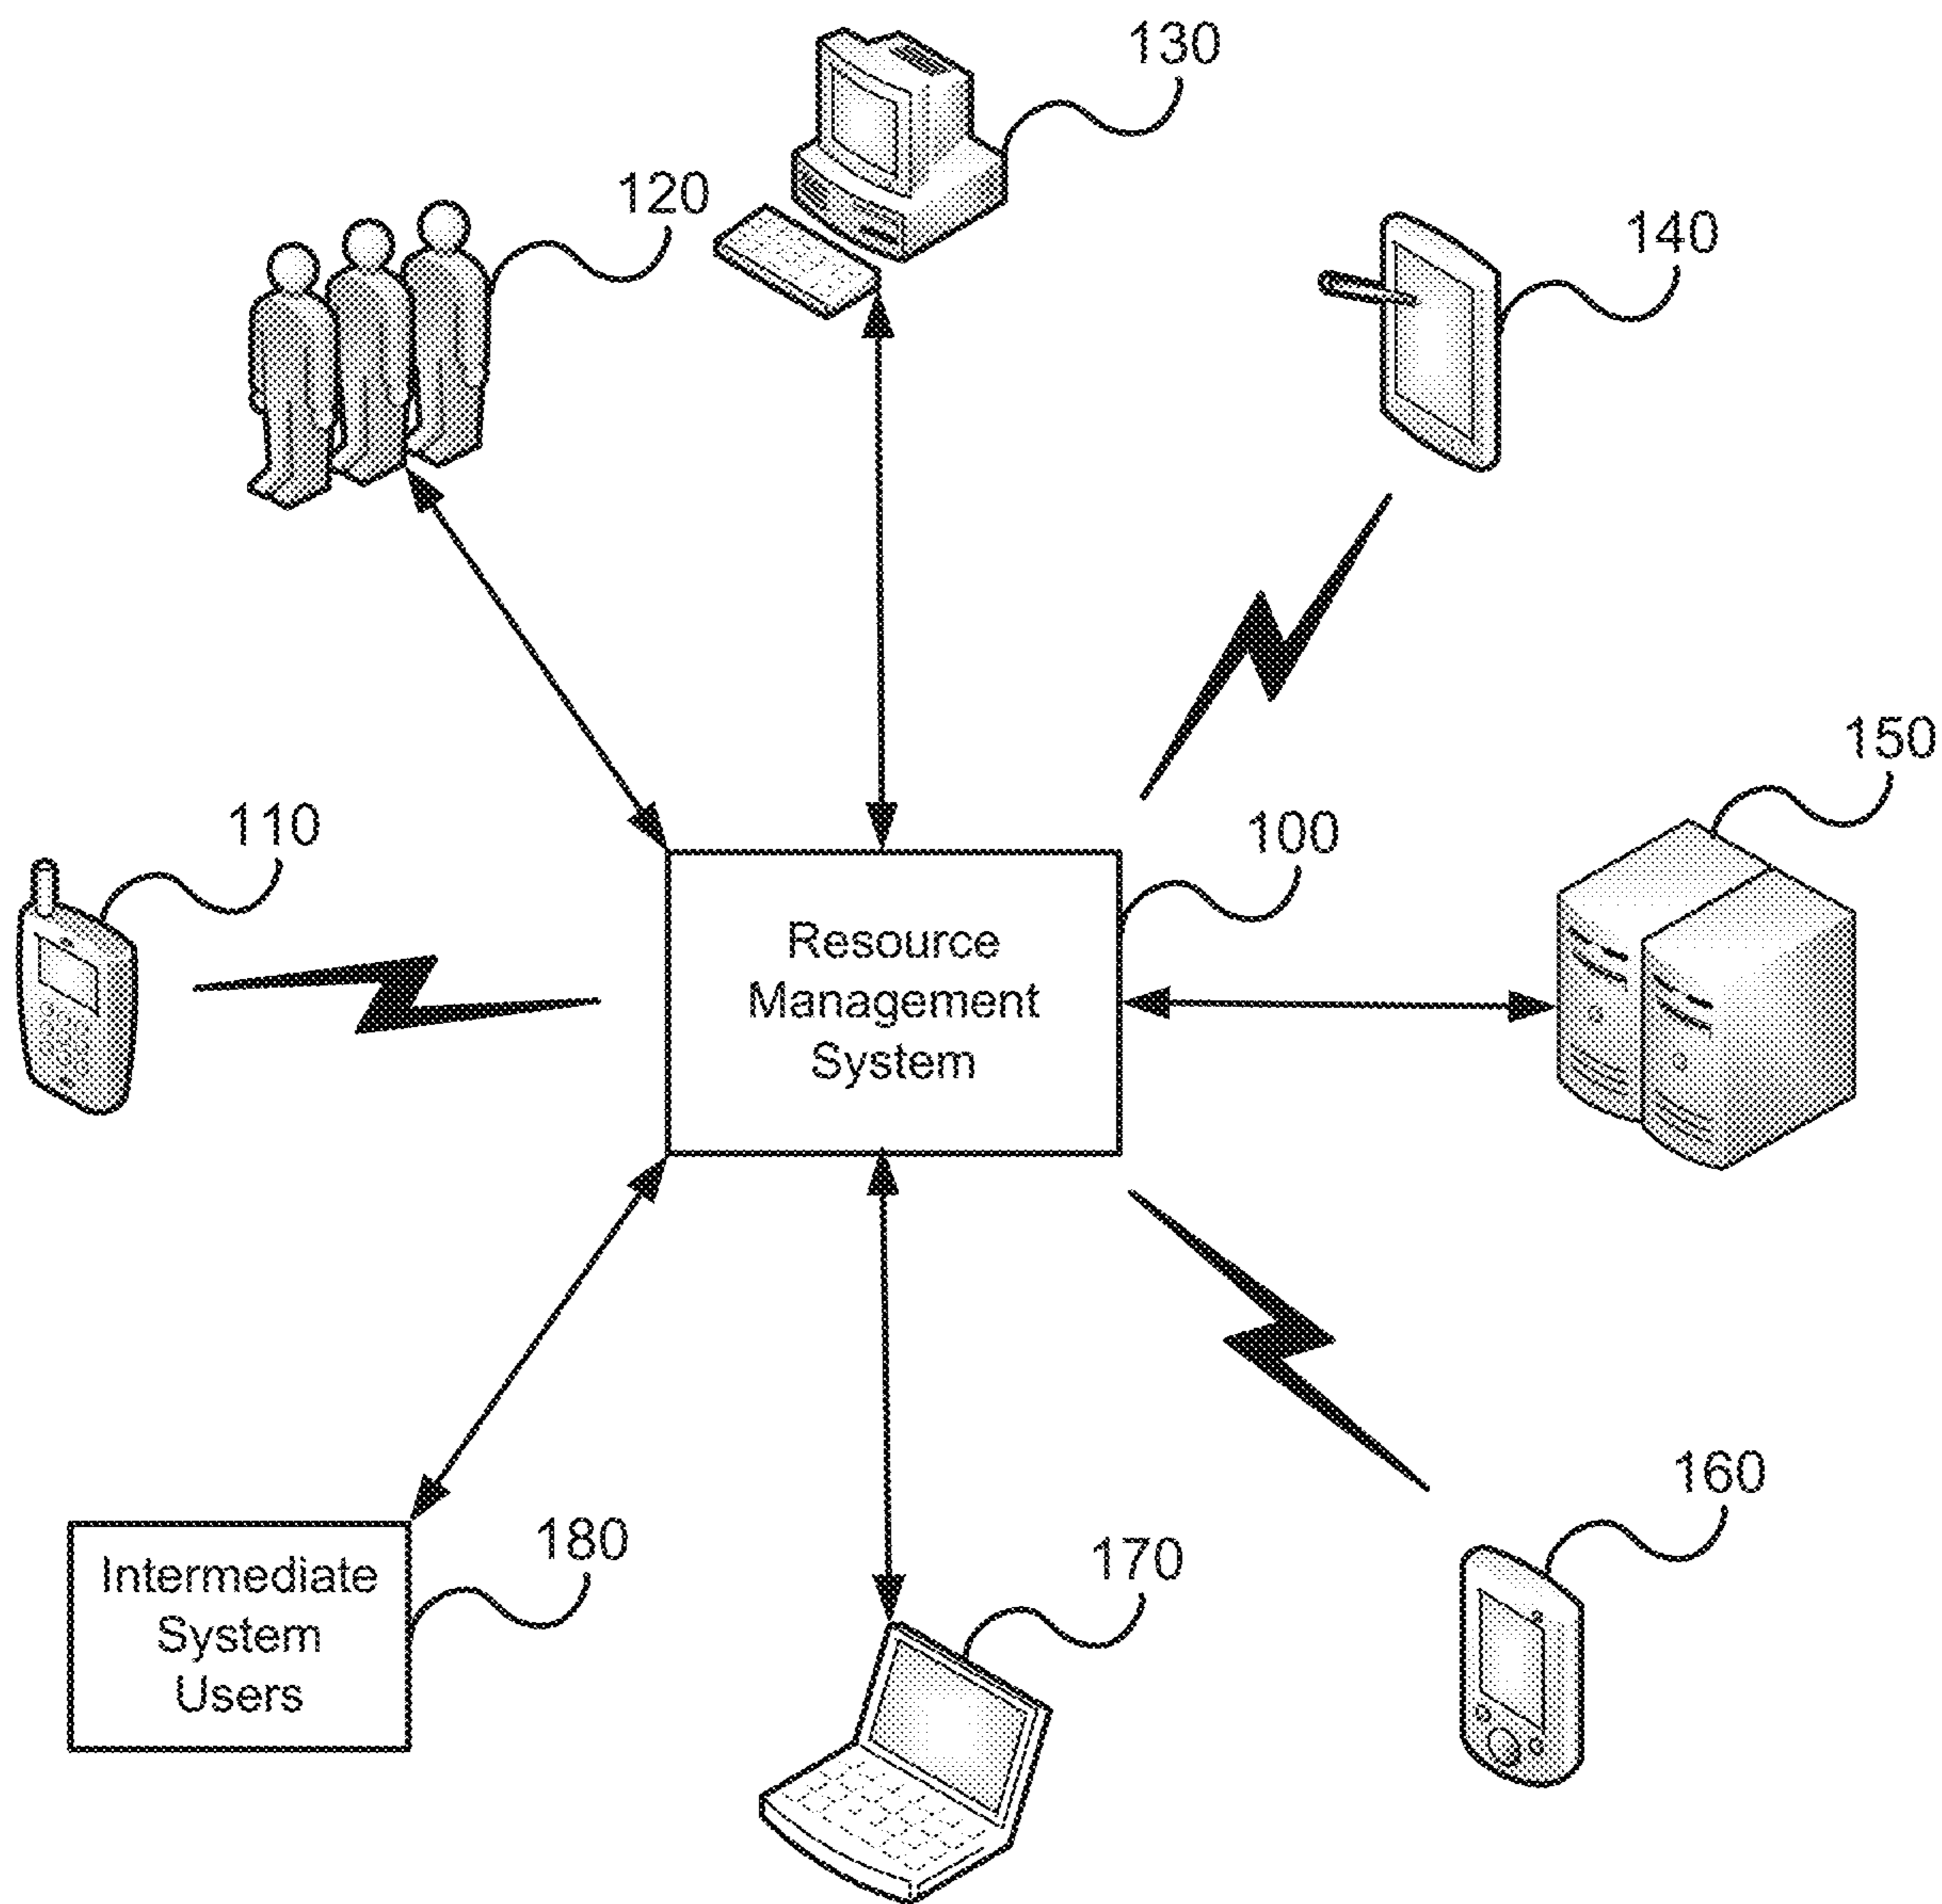 130
120
140
150
110
100
Resource
Management
System
160
180
170
Intermediate
System
Users